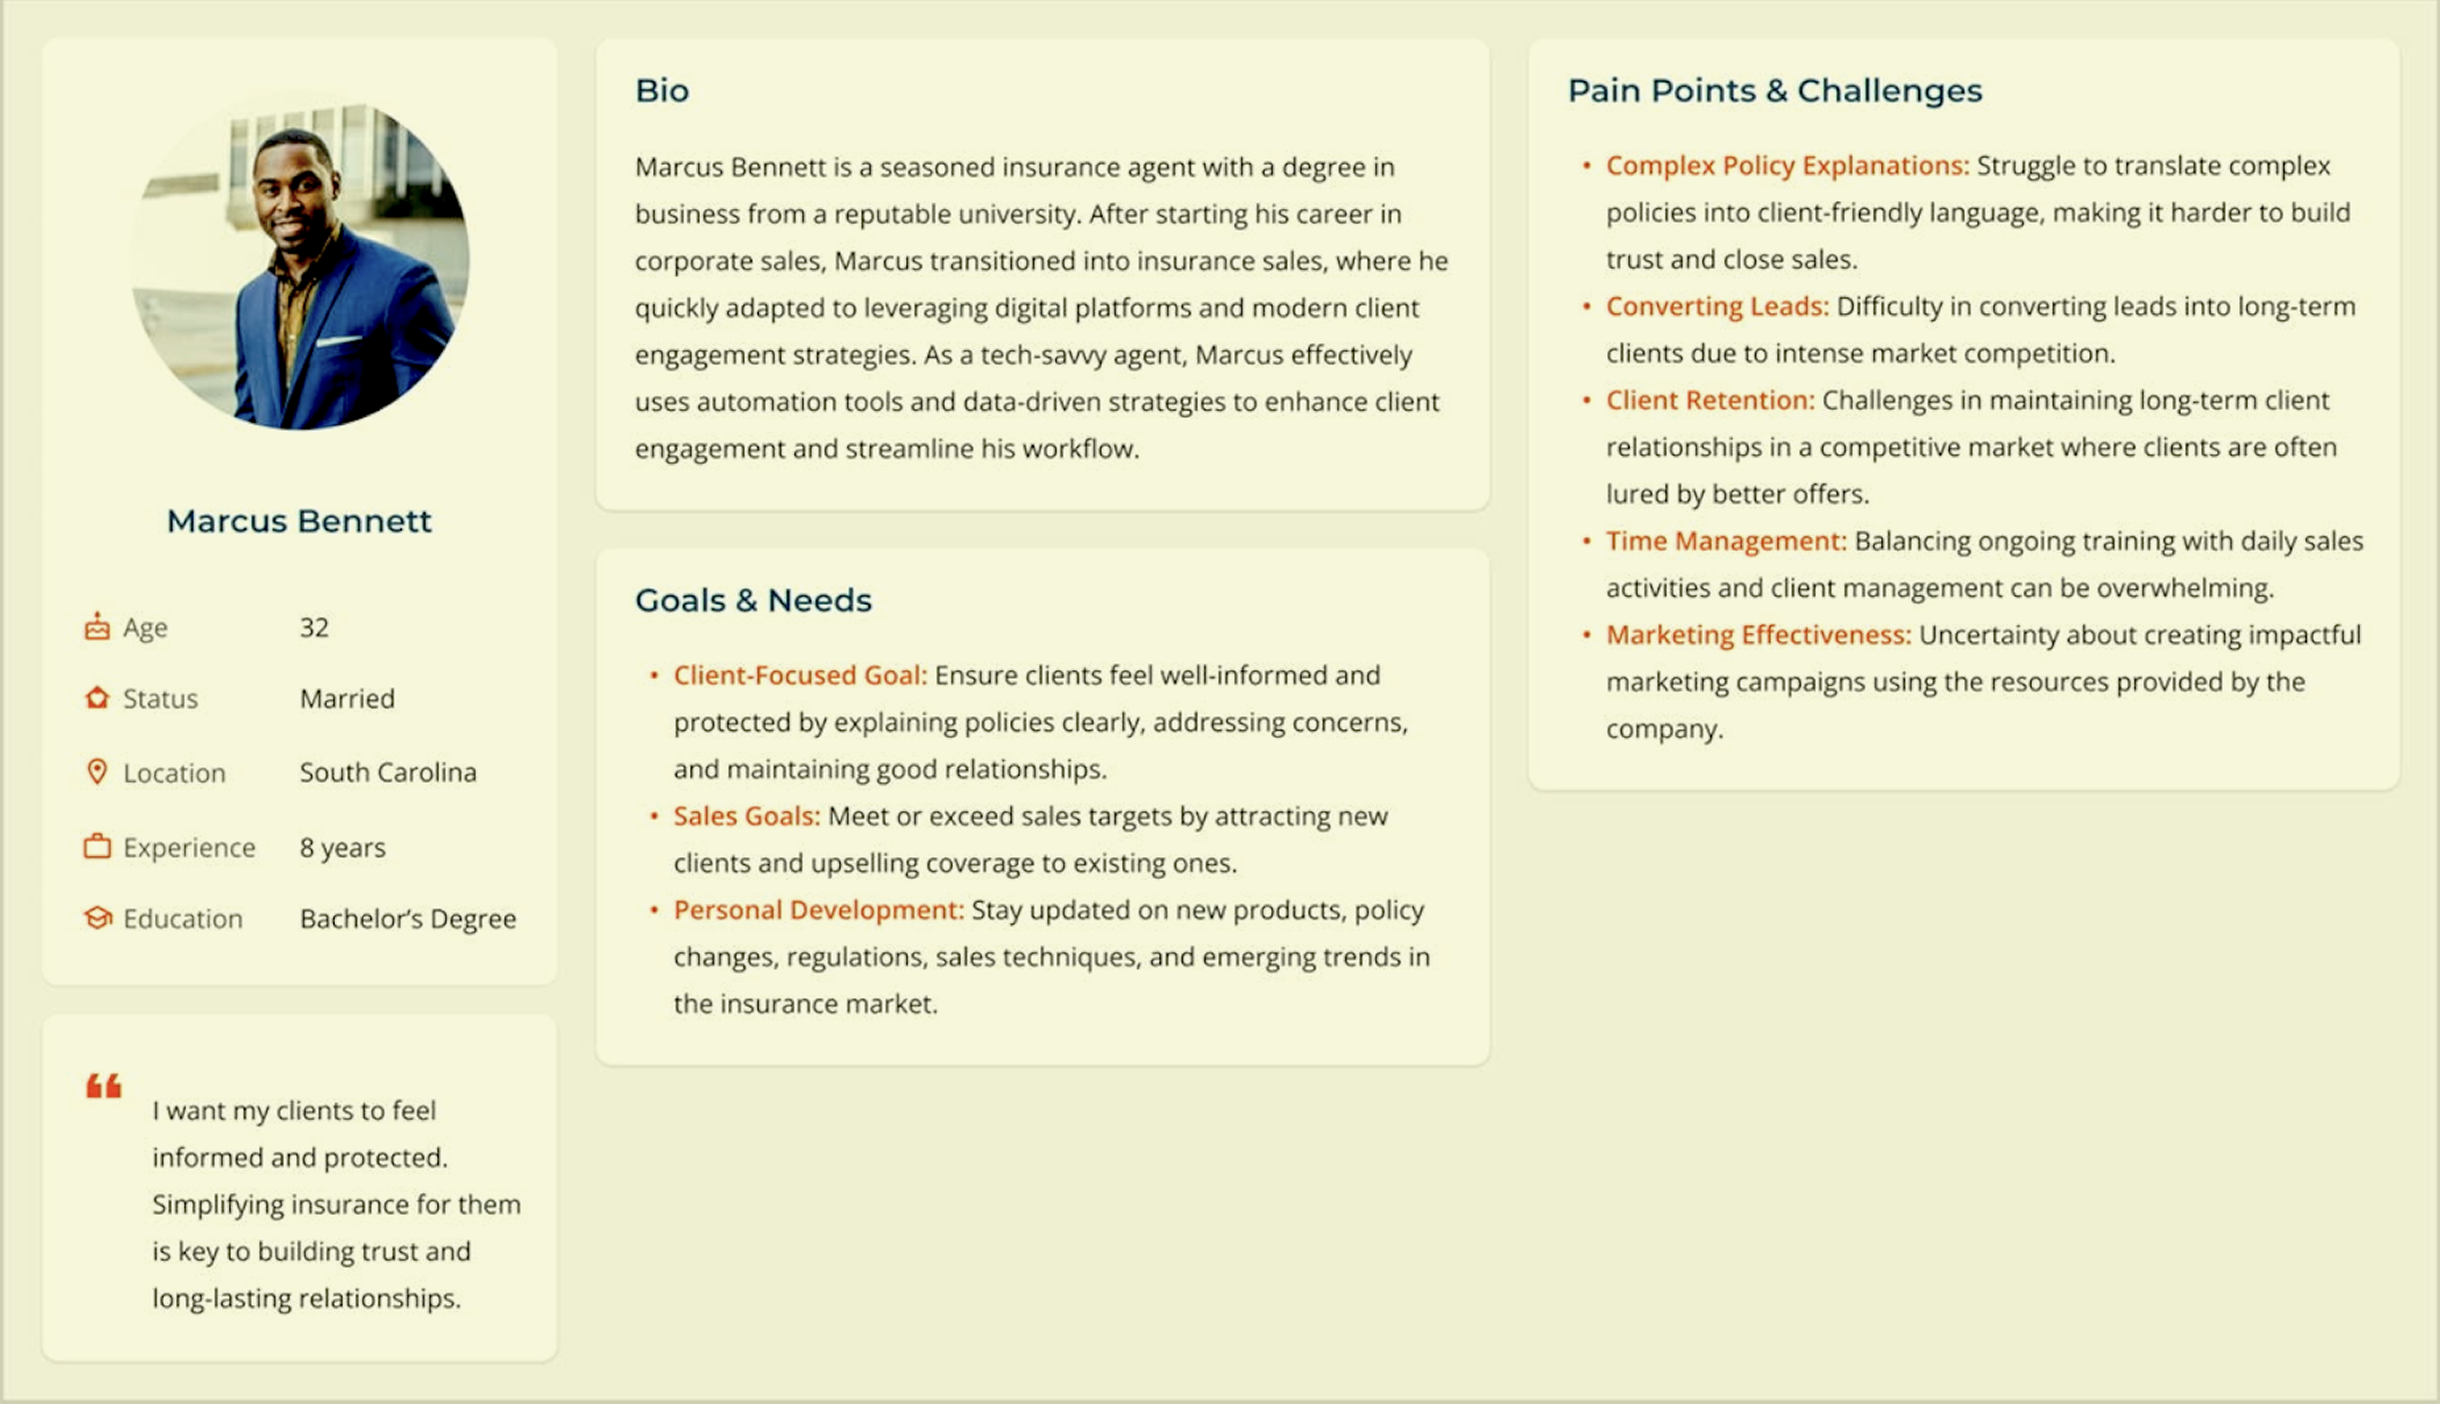 Marcus Bennett
Age 32
Status Married
Location South Carolina
Experience 8 years
Education Bachelor’s Degree
“
I want my clients to feel
informed and protected.
Simplifying insurance for them
is key to building trust and
long-lasting relationships.
Bio
Marcus Bennett is a seasoned insurance agent with a degree in
business from a reputable university. After starting his career in
corporate sales, Marcus transitioned into insurance sales, where he
quickly adapted to leveraging digital platforms and modern client
engagement strategies. As a tech-savvy agent, Marcus effectively
uses automation tools and data-driven strategies to enhance client
engagement and streamline his workflow.
Goals & Needs
• Client-Focused Goal: Ensure clients feel well-informed and
protected by explaining policies clearly, addressing concerns,
and maintaining good relationships.
• Sales Goals: Meet or exceed sales targets by attracting new
clients and upselling coverage to existing ones.
• Personal Development: Stay updated on new products, policy
changes, regulations, sales techniques, and emerging trends in
the insurance market.
Pain Points & Challenges
• Complex Policy Explanations: Struggle to translate complex
policies into client-friendly language, making it harder to build
trust and close sales.
• Converting Leads: Difficulty in converting leads into long-term
clients due to intense market competition.
• Client Retention: Challenges in maintaining long-term client
relationships in a competitive market where clients are often
lured by better offers.
• Time Management: Balancing ongoing training with daily sales
activities and client management can be overwhelming.
• Marketing Effectiveness: Uncertainty about creating impactful
marketing campaigns using the resources provided by the
company.